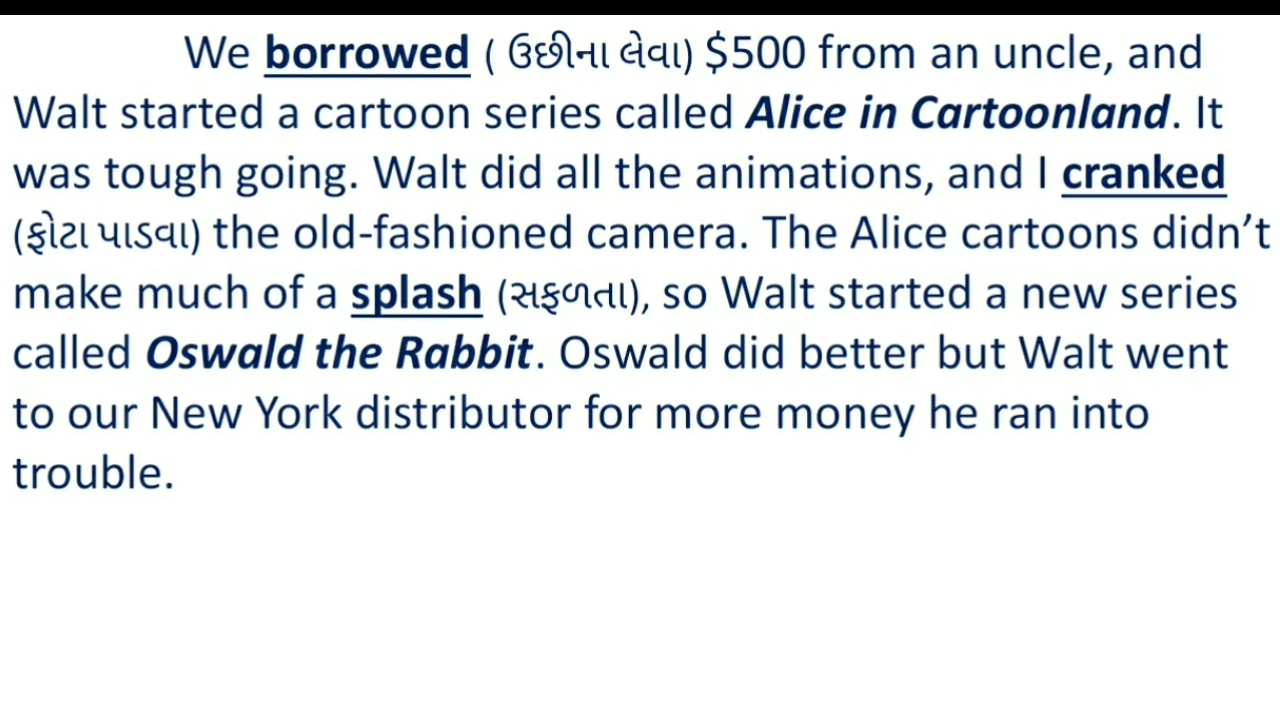 We borrowed ( ઉછીના લેવા) $500 from an uncle, and
Walt started a cartoon series called Alice in Cartoonland. It
was tough going. Walt did all the animations, and I cranked
(ફોટા પાડવા) the old-fashioned camera. The Alice cartoons didn’t
make much of a splash (સફળતા), so Walt started a new series
called Oswald the Rabbit. Oswald did better but Walt went
to our New York distributor for more money he ran into
trouble.